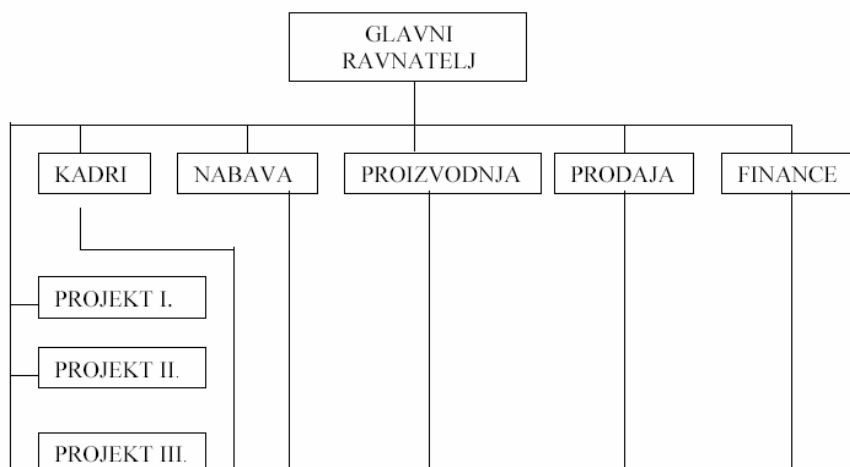 GLAVNI
RAVNATELJ
KADRI
NABAVA
PROIZVODNJA
PRODAJA
FINANCE
PROJEKT I.
PROJEKT II.
PROJEKT III.